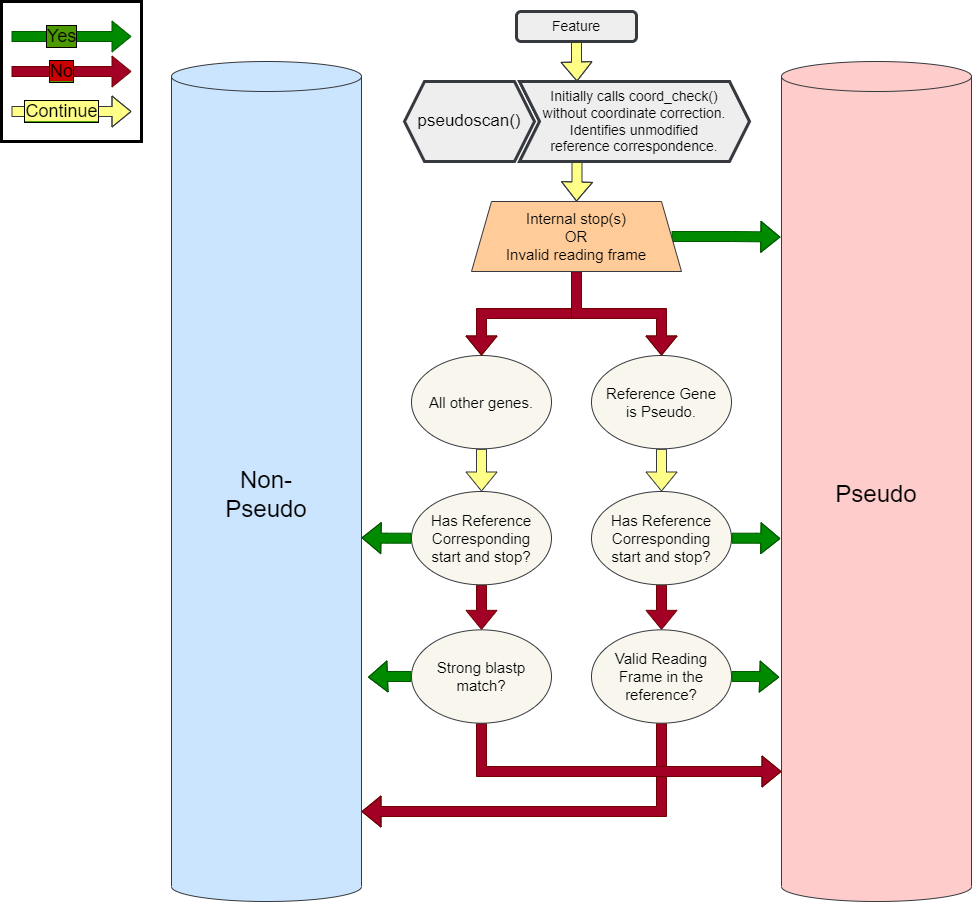 Yes
No
Continue
Feature
pseudoscan()
Initially calls coord_check()
without coordinate correction.
Identifies unmodified
reference correspondence.
Internal stop(s)
OR
Invalid reading frame
All other genes.
Reference Gene
is Pseudo.
Non-
Pseudo
Pseudo
Has Reference
Corresponding
start and stop?
Has Reference
Corresponding
start and stop?
Strong blastp
match?
Valid Reading
Frame in the
reference?